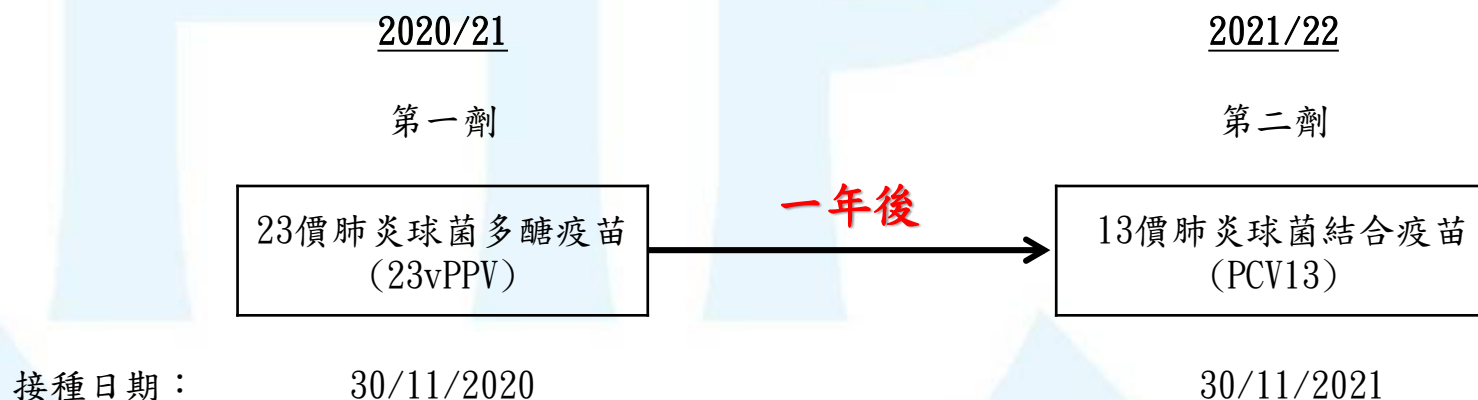 2020/21
2021/22
第一劑
第二劑
一年後
23價肺炎球菌多醣疫苗
(23vPPV)
13價肺炎球菌結合疫苗
(PCV13)
接種日期：
30/11/2020
30/11/2021